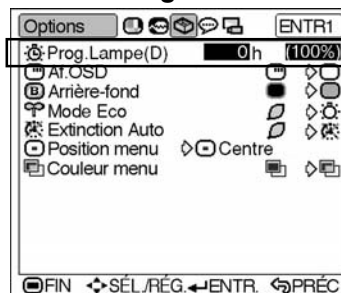 Options ENTR1
Prog.Lampe(D) 0 h (100%)
Af.OSD
B Arrière-fond
Mode Eco
Extinction Auto
Position menu Centre
Couleur menu
FIN SÉL./RÉG. ENTR. PRÉC